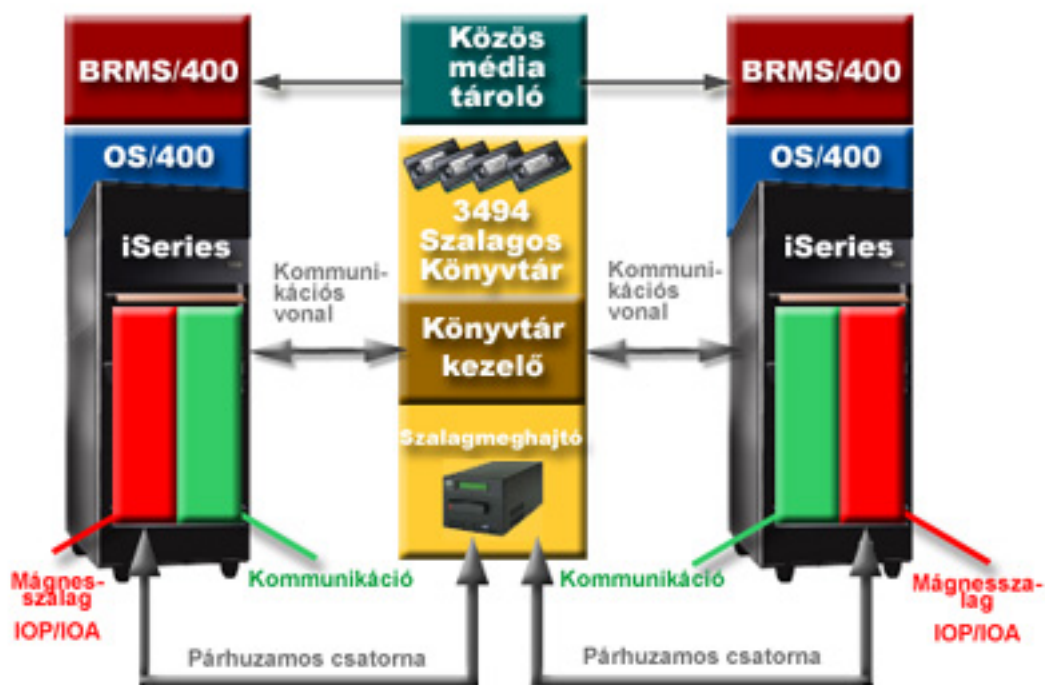 BRMS/400
Közös
média
tároló
BRMS/400
OS/400
OS/400
iSeries
3494
Szalagos
Könyvtár
iSeries
Kommuni-
kációs
vonal
Kommuni-
kációs
vonal
Könyvtár
kezelő
Szalagmeghajtó
Mágnes-
szálag
IOP/IOA
Kommunikáció
Kommunikáció
Mágnessza-
lag
IOP/IOA
Párhuzamos csatorna
Párhuzamos csatorna